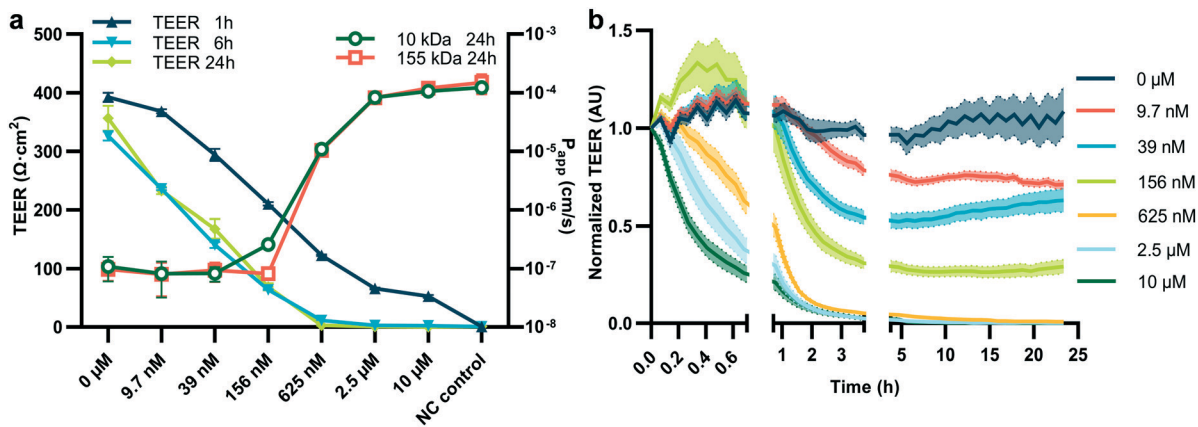 a
TEER 1h
TEER 6h
TEER 24h
10 kDa 24h
155 kDa 24h
TEER (Ω·cm²)
500
400
300
200
100
0
10⁻³
10⁻⁴
10⁻⁵
10⁻⁶
10⁻⁷
10⁻⁸
Papp (cm/s)
0 µM
9.7 nM
39 nM
156 nM
625 nM
2.5 µM
10 µM
NC control
b
Normalized TEER (AU)
1.5
1.0
0.5
0.0
0.0
0.2
0.4
0.6
1
2
3
5
10
15
20
25
Time (h)
0 µM
9.7 nM
39 nM
156 nM
625 nM
2.5 µM
10 µM